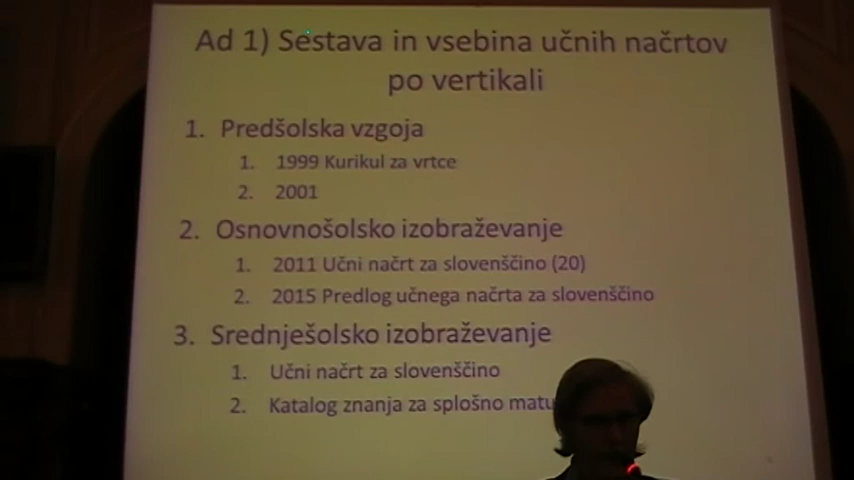 Ad 1) Sestava in vsebina učnih načrtov
po vertikali
1. Predšolska vzgoja
1. 1999 Kurikul za vrtce
2. 2001
2. Osnovnošolsko izobraževanje
1. 2011 Učni načrt za slovenščino (20)
2. 2015 Predlog učnega načrta za slovenščino
3. Srednješolsko izobraževanje
1. Učni načrt za slovenščino
2. Katalog znanja za splošno matu